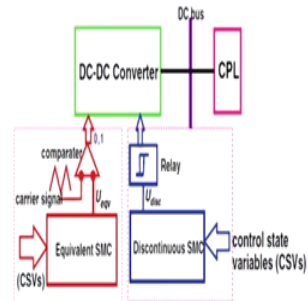 DC bus
DC-DC Converter
CPL
0,1
comparater
Relay
carrier signal
Uequ
Udisc
Equivalent SMC
Discontinuous SMC
control state
variables (CSVs)
(CSVs)